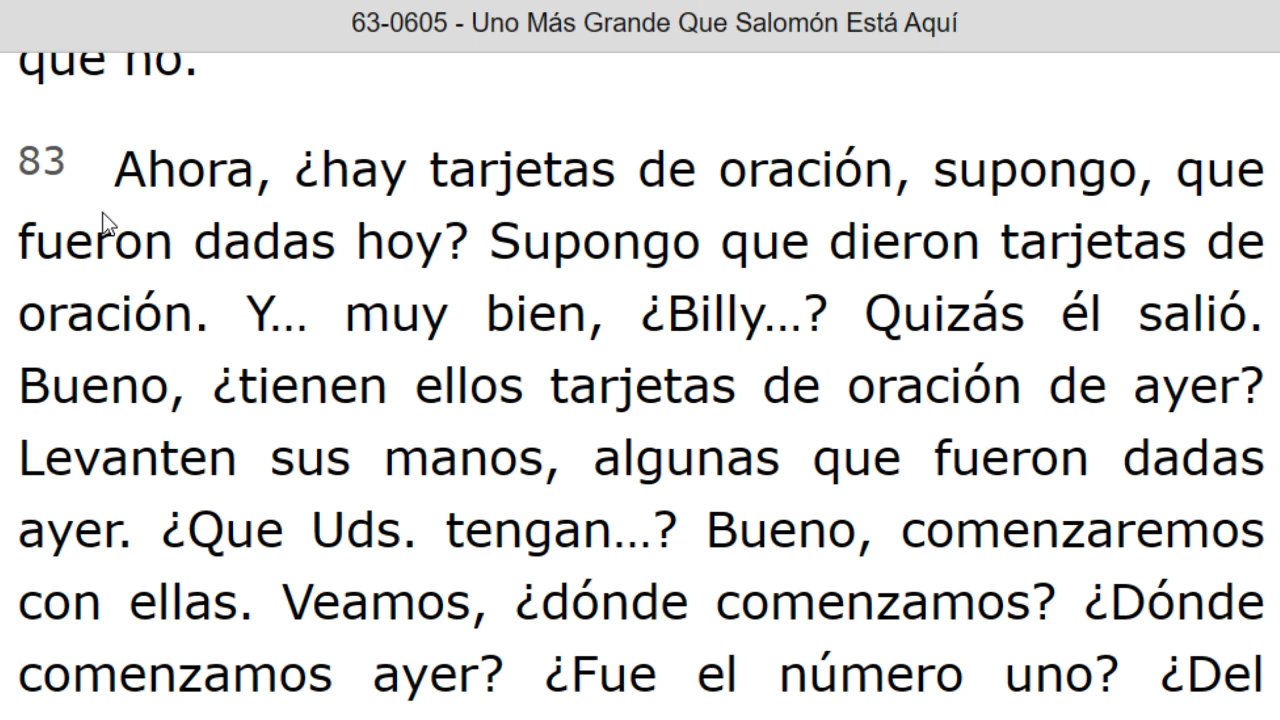 63-0605 - Uno Más Grande Que Salomón Está Aquí
que no.
83 Ahora, ¿hay tarjetas de oración, supongo, que
fueron dadas hoy? Supongo que dieron tarjetas de
oración. Y... muy bien, ¿Billy...? Quizás él salió.
Bueno, ¿tienen ellos tarjetas de oración de ayer?
Levanten sus manos, algunas que fueron dadas
ayer. ¿Que Uds. tengan...? Bueno, comenzaremos
con ellas. Veamos, ¿dónde comenzamos? ¿Dónde
comenzamos ayer? ¿Fue el número uno? ¿Del